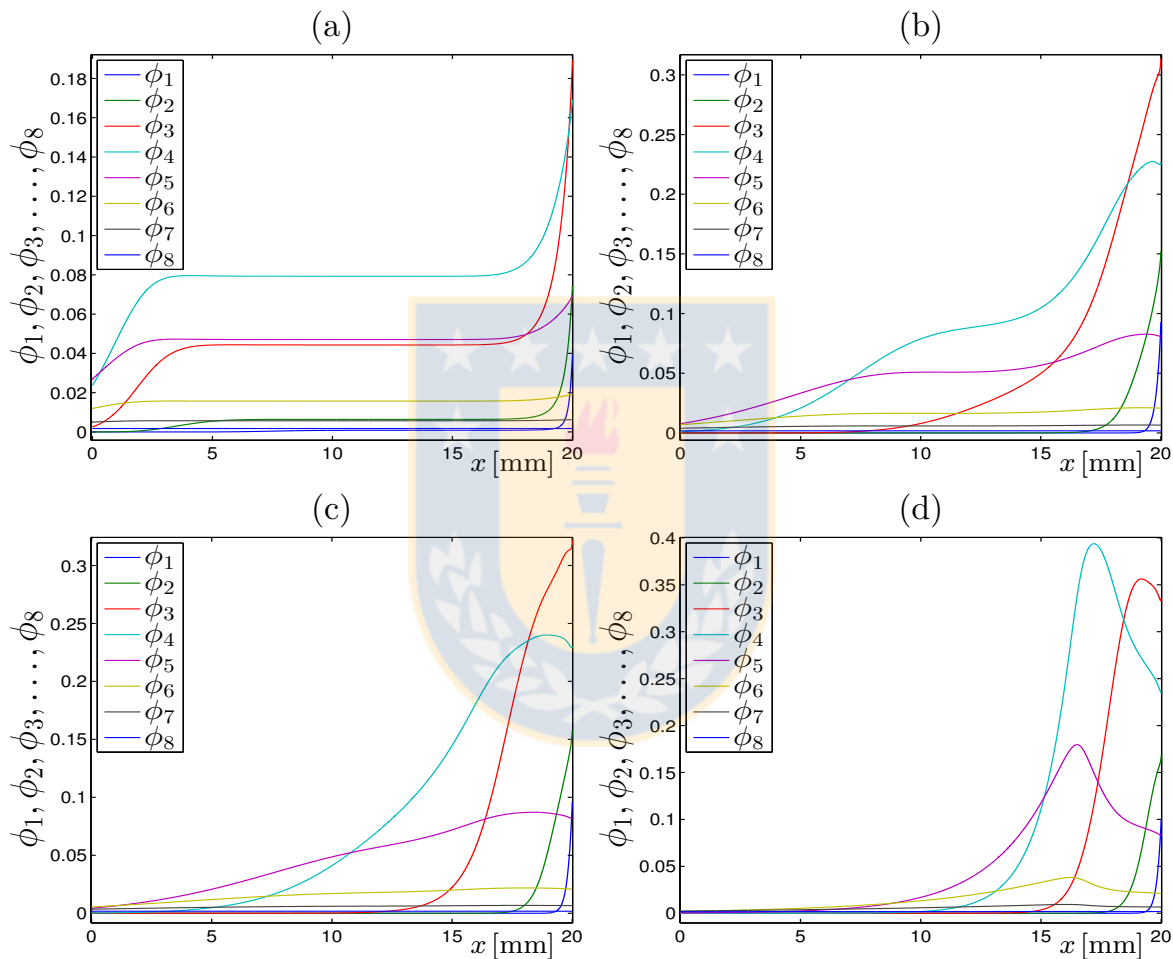 (a)
0.18
0.16
0.14
0.12
0.1
0.08
0.06
0.04
0.02
0
ϕ1, ϕ2, ϕ3, . . . , ϕ8
ϕ1
ϕ2
ϕ3
ϕ4
ϕ5
ϕ6
ϕ7
ϕ8
0 5 10 15 20
x [mm]
(b)
0.3
0.25
0.2
0.15
0.1
0.05
0
ϕ1, ϕ2, ϕ3, . . . , ϕ8
ϕ1
ϕ2
ϕ3
ϕ4
ϕ5
ϕ6
ϕ7
ϕ8
0 5 10 15 20
x [mm]
(c)
0.3
0.25
0.2
0.15
0.1
0.05
0
ϕ1, ϕ2, ϕ3, . . . , ϕ8
ϕ1
ϕ2
ϕ3
ϕ4
ϕ5
ϕ6
ϕ7
ϕ8
0 5 10 15 20
x [mm]
(d)
0.4
0.35
0.3
0.25
0.2
0.15
0.1
0.05
0
ϕ1, ϕ2, ϕ3, . . . , ϕ8
ϕ1
ϕ2
ϕ3
ϕ4
ϕ5
ϕ6
ϕ7
ϕ8
0 5 10 15 20
x [mm]